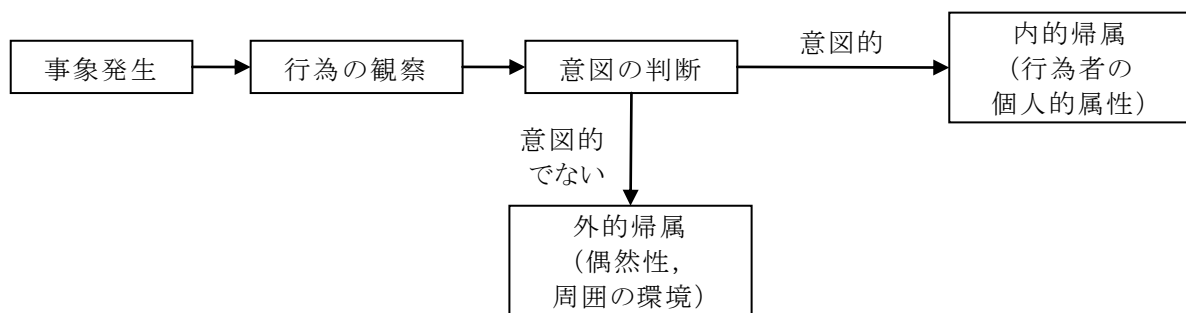 事象発生
行為の観察
意図の判断
意図的
内的帰属
（行為者の
個人的属性）
意図的
でない
外的帰属
（偶然性，
周囲の環境）